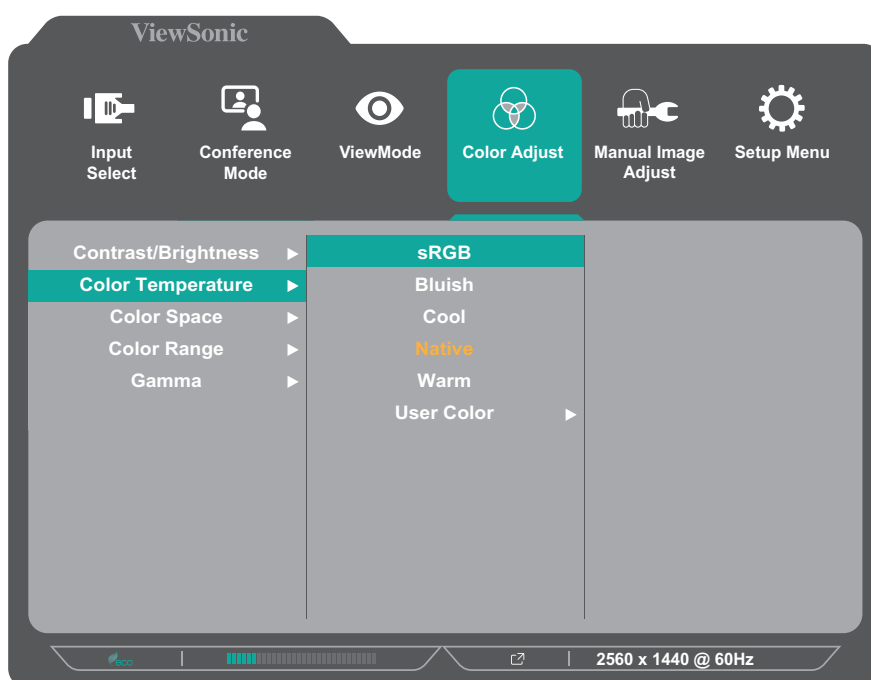 ViewSonic
Input
Select
Conference
Mode
ViewMode
Color Adjust
Manual Image
Adjust
Setup Menu
Contrast/Brightness
Color Temperature
Color Space
Color Range
Gamma
sRGB
Bluish
Cool
Native
Warm
User Color
eco
2560 x 1440 @ 60Hz